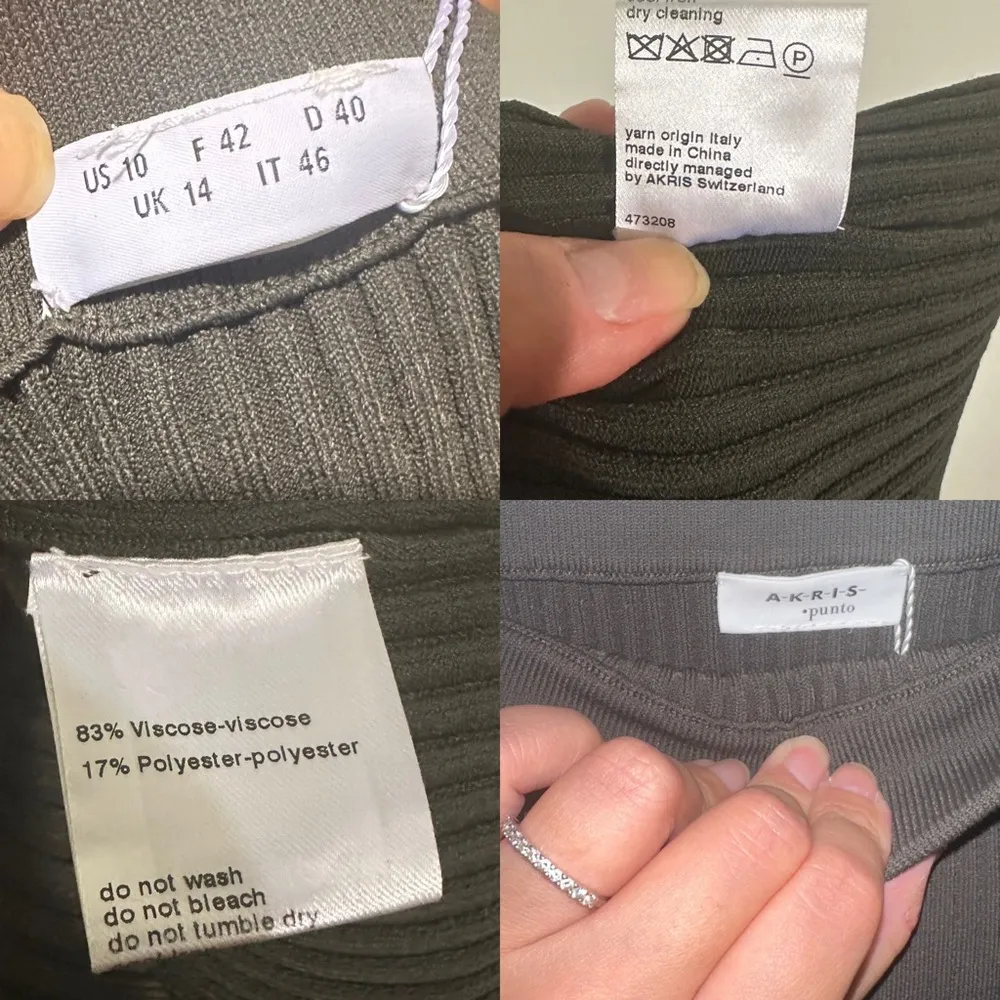 US 10 F 42 D 40
UK 14 IT 46
dry cleaning
P
yarn origin Italy
made in China
directly managed
by AKRIS Switzerland
473208
83% Viscose-viscose
17% Polyester-polyester
do not wash
do not bleach
do not tumble dry
A-K-R-I-S-
•punto